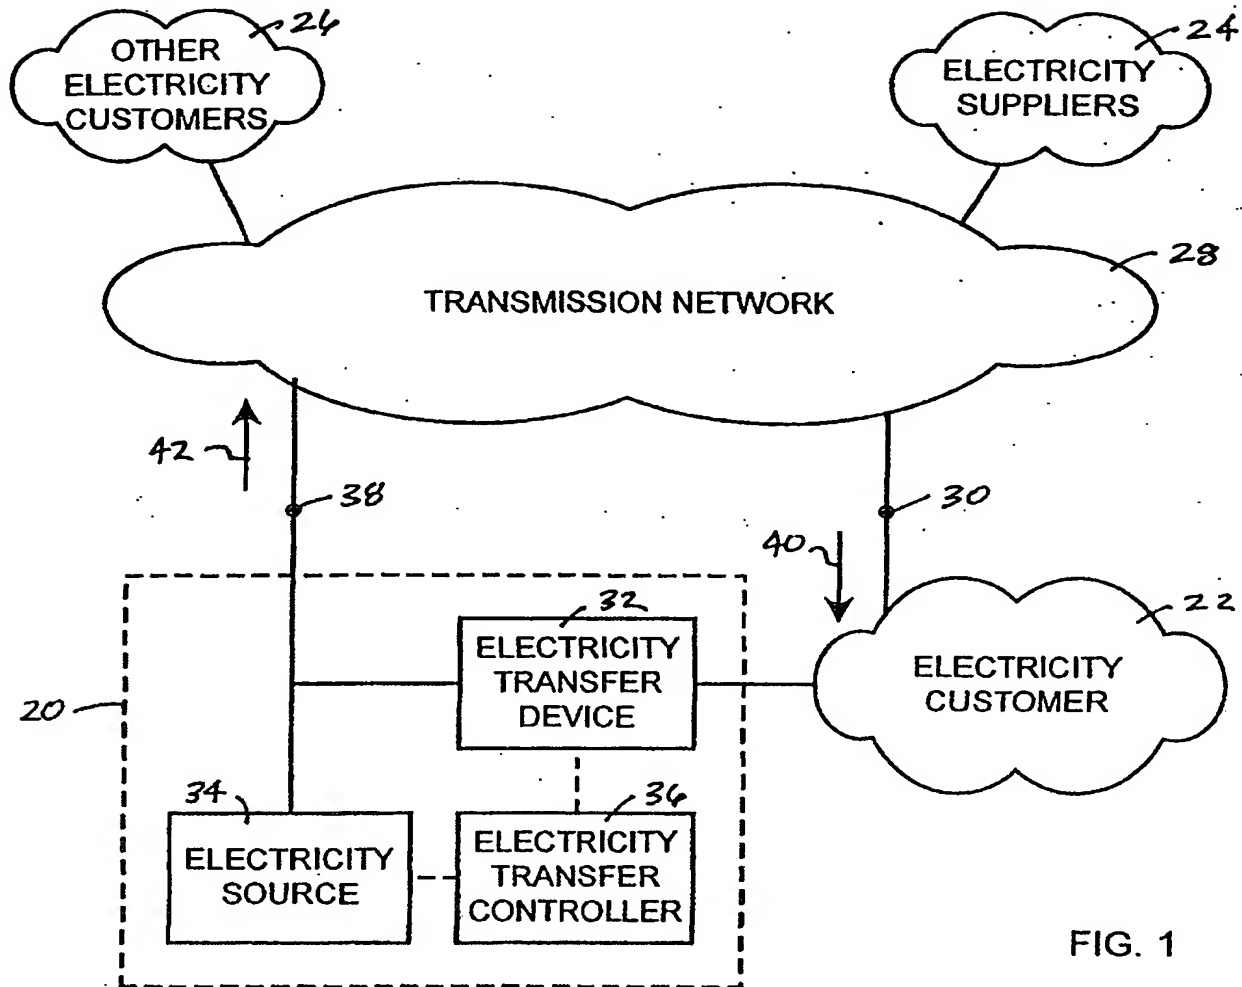 26
OTHER
ELECTRICITY
CUSTOMERS
24
ELECTRICITY
SUPPLIERS
28
TRANSMISSION NETWORK
42
38
30
40
32
ELECTRICITY
TRANSFER
DEVICE
22
ELECTRICITY
CUSTOMER
20
34
ELECTRICITY
SOURCE
36
ELECTRICITY
TRANSFER
CONTROLLER
FIG. 1